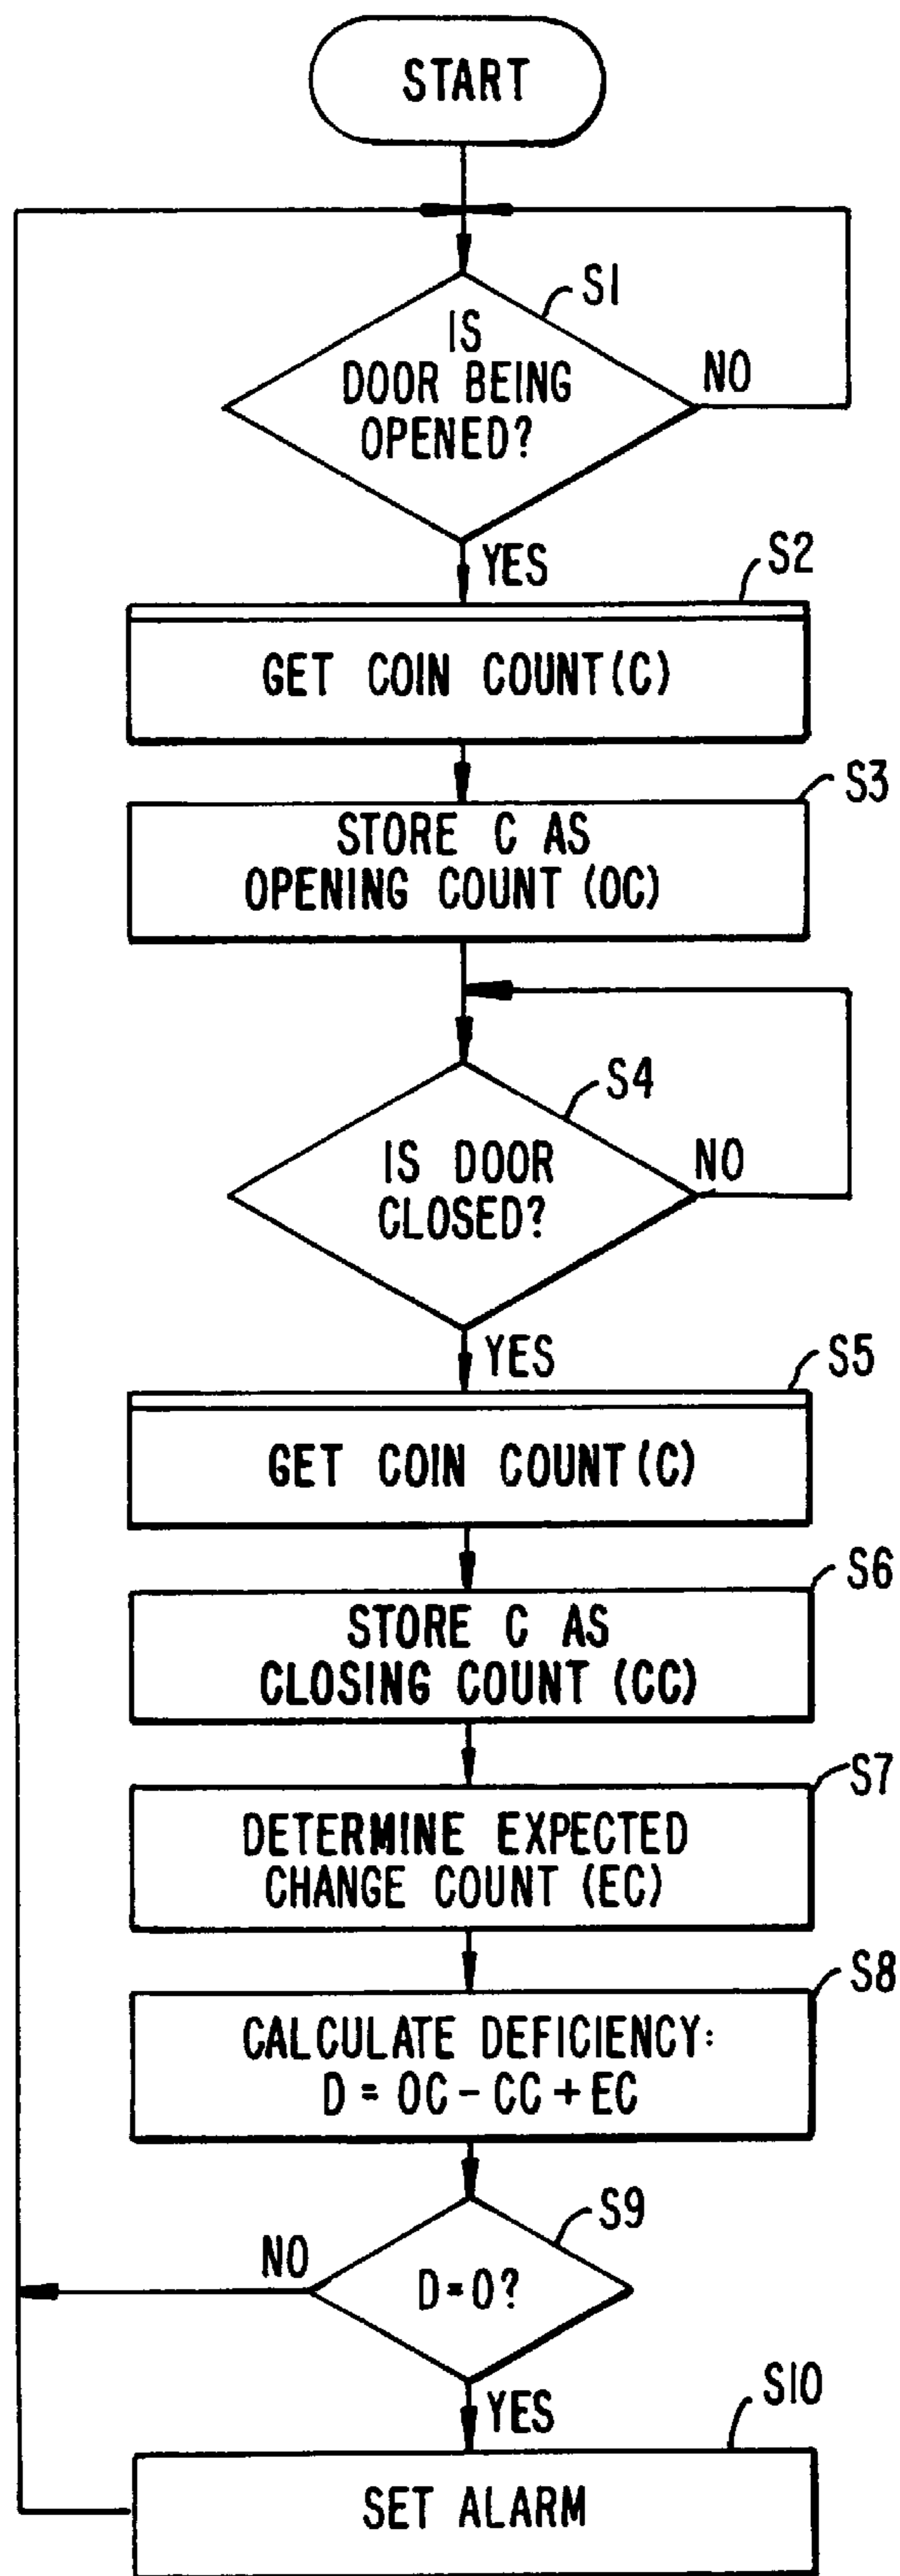 START
S1
IS
DOOR BEING
OPENED?
NO
YES
S2
GET COIN COUNT(C)
S3
STORE C AS
OPENING COUNT (OC)
S4
IS DOOR
CLOSED?
NO
YES
S5
GET COIN COUNT(C)
S6
STORE C AS
CLOSING COUNT (CC)
S7
DETERMINE EXPECTED
CHANGE COUNT (EC)
S8
CALCULATE DEFICIENCY:
D = OC - CC + EC
S9
NO
D=0?
YES
S10
SET ALARM